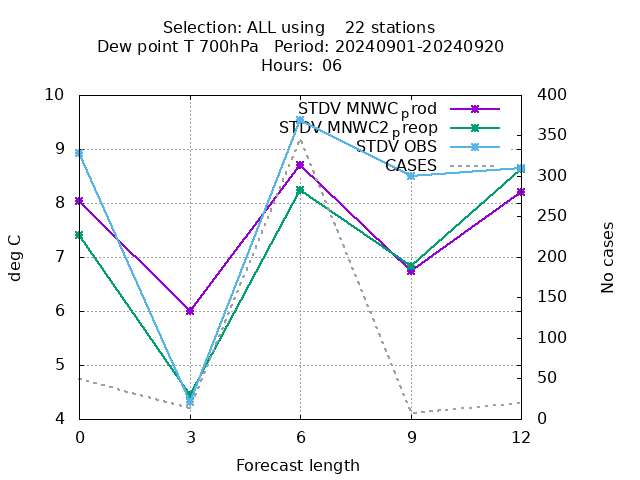 Selection: ALL using    22 stations
Dew point T 700hPa   Period: 20240901-20240920
Hours: 06
STDV MNWC_prod
STDV MNWC2_preop
STDV OBS
CASES
10
9
8
7
6
5
4
400
350
300
250
200
150
100
50
0
deg C
No cases
0 3 6 9 12
Forecast length